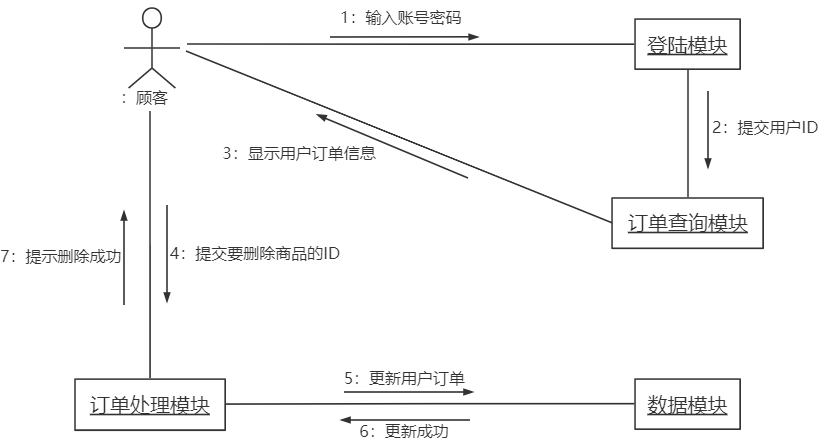 1：输入账号密码
登陆模块
：顾客
2：提交用户ID
3：显示用户订单信息
订单查询模块
7：提示删除成功
4：提交要删除商品的ID
5：更新用户订单
订单处理模块
数据模块
6：更新成功